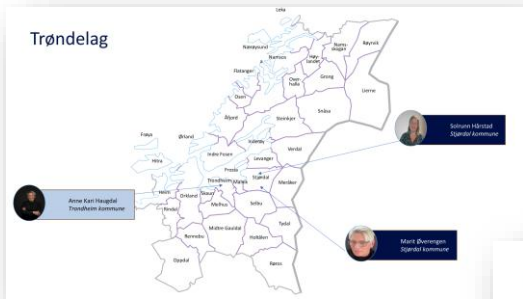 Trøndelag
Leka
Nærøysund
Namsos
Namsskogan
Røyrvik
Høylandet
Flatanger
Overhalla
Grong
Lierne
Osen
Snåsa
Åfjord
Steinkjer
Frøya
Ørland
Inderøy
Verdal
Hitra
Indre Fosen
Levanger
Frosta
Stjørdal
Meråker
Trondheim
Malvik
Heim
Orkland
Skaun
Melhus
Selbu
Rindal
Midtre Gauldal
Tydal
Rennebu
Holtålen
Oppdal
Røros
Solrunn Hårstad
Stjørdal kommune
Anne Kari Haugdal
Trondheim kommune
Marit Øverengen
Stjørdal kommune